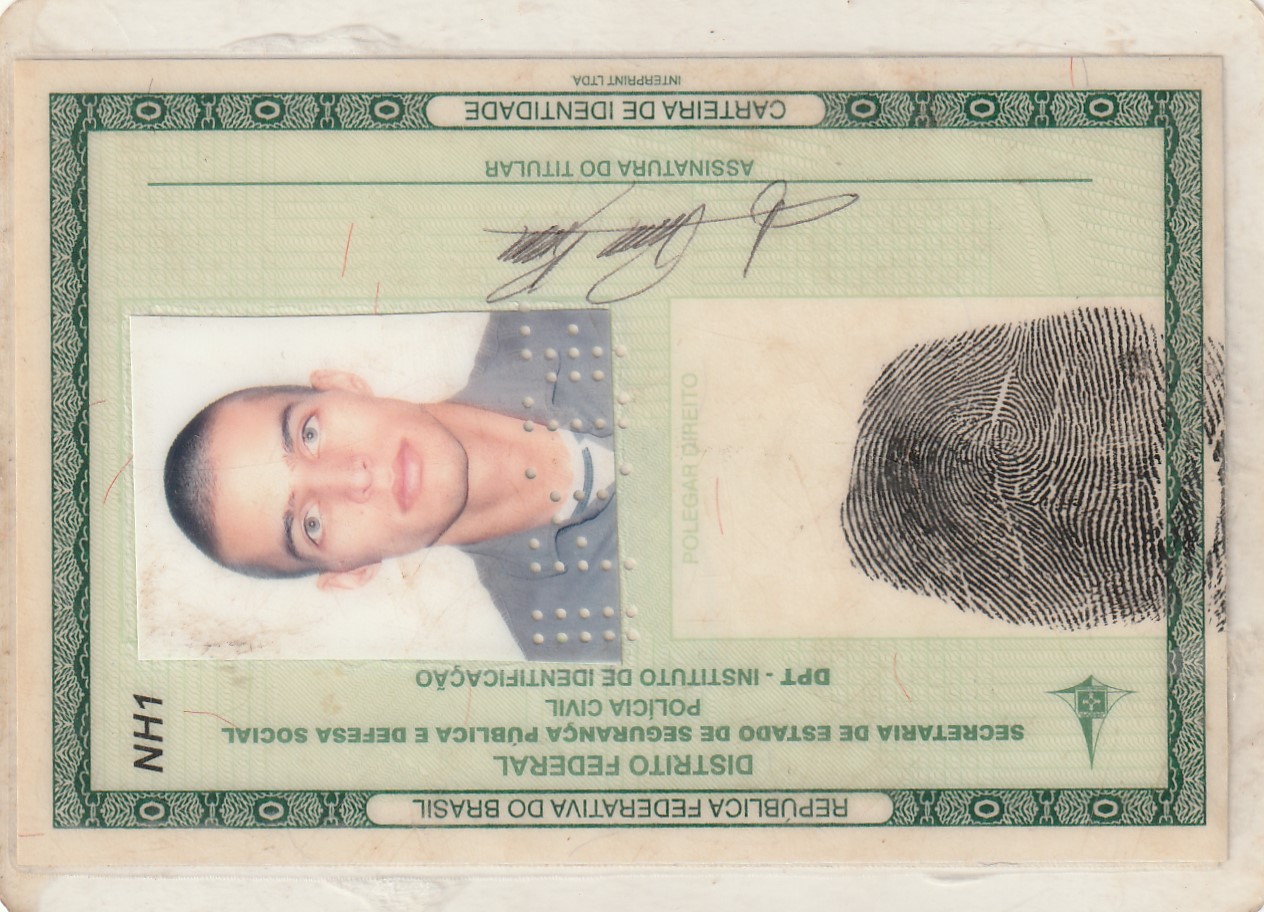 REPÚBLICA FEDERATIVA DO BRASIL
DISTRITO FEDERAL
SECRETARIA DE ESTADO DE SEGURANÇA PÚBLICA E DEFESA SOCIAL
POLÍCIA CIVIL
DPT - INSTITUTO DE IDENTIFICAÇÃO
NH1
POLEGAR DIREITO
ASSINATURA DO TITULAR
CARTEIRA DE IDENTIDADE
INTERPRINT LTDA